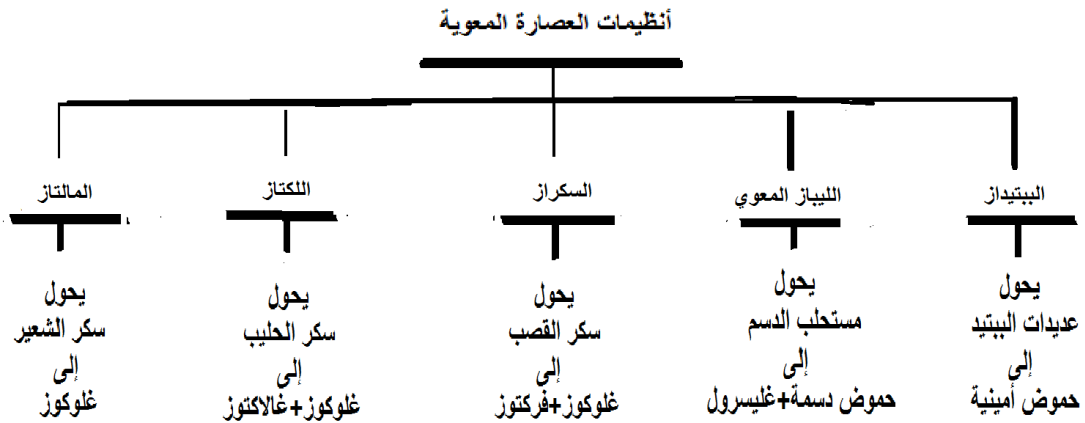 أنظيمات العصارة المعوية
الببتيداز
يحول
عديدات الببتيد
إلى
حموض أمينية
الليباز المعوي
يحول
مستحلب الدسم
إلى
حموض دسمة+غليسرول
السكراز
يحول
سكر القصب
إلى
غلوكوز+فركتوز
اللكتاز
يحول
سكر الحليب
إلى
غلوكوز+غالاكتوز
المالتاز
يحول
سكر الشعير
إلى
غلوكوز